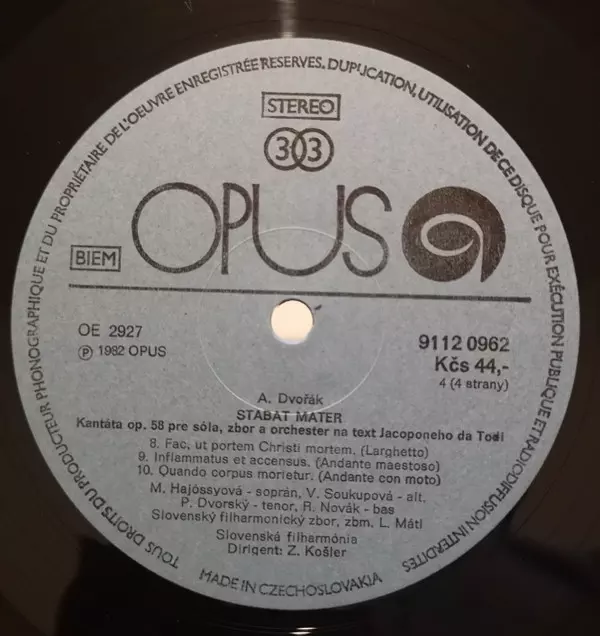 TOUS DROITS DU PRODUCTEUR PHONOGRAPHIQUE ET DU PROPRIÉTAIRE DE L'OEUVRE ENREGISTRÉE RESERVES. DUPLICATION, UTILISATION DE CE DISQUE POUR EXÉCUTION PUBLIQUE ET RADIODIFFUSION INTERDITES
STEREO
33
OPUS
BIEM
OE 2927
℗ 1982 OPUS
9112 0962
Kčs 44,-
4 (4 strany)
A. Dvořák
STABAT MATER
Kantáta op. 58 pre sóla, zbor a orchester na text Jacoponeho da Todi
8. Fac, ut portem Christi mortem. (Larghetto)
9. Inflammatus et accensus. (Andante maestoso)
10. Quando corpus morietur. (Andante con moto)
M. Hajóssyová - soprán, V. Soukupová - alt,
P. Dvorský - tenor, R. Novák - bas
Slovenský filharmonický zbor, zbm. L. Mátl
Slovenská filharmónia
Dirigent: Z. Košler
MADE IN CZECHOSLOVAKIA